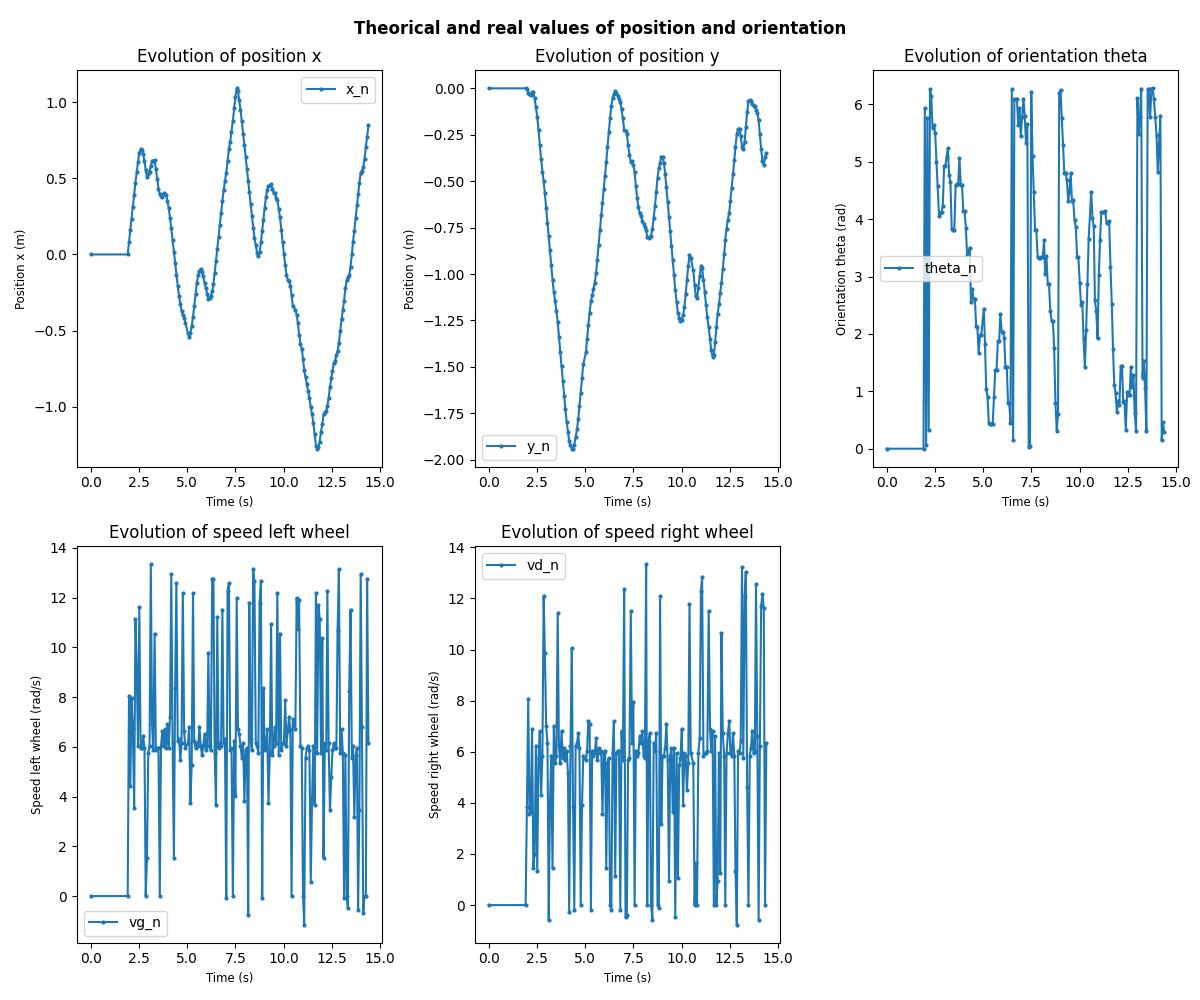 Theorical and real values of position and orientation
Evolution of position x
Position x (m)
1.0
0.5
0.0
−0.5
−1.0
x_n
0.0 2.5 5.0 7.5 10.0 12.5 15.0
Time (s)
Evolution of position y
Position y (m)
0.00
−0.25
−0.50
−0.75
−1.00
−1.25
−1.50
−1.75
−2.00
y_n
0.0 2.5 5.0 7.5 10.0 12.5 15.0
Time (s)
Evolution of orientation theta
Orientation theta (rad)
6
5
4
3
2
1
0
theta_n
0.0 2.5 5.0 7.5 10.0 12.5 15.0
Time (s)
Evolution of speed left wheel
Speed left wheel (rad/s)
14
12
10
8
6
4
2
0
vg_n
0.0 2.5 5.0 7.5 10.0 12.5 15.0
Time (s)
Evolution of speed right wheel
Speed right wheel (rad/s)
14
12
10
8
6
4
2
0
vd_n
0.0 2.5 5.0 7.5 10.0 12.5 15.0
Time (s)